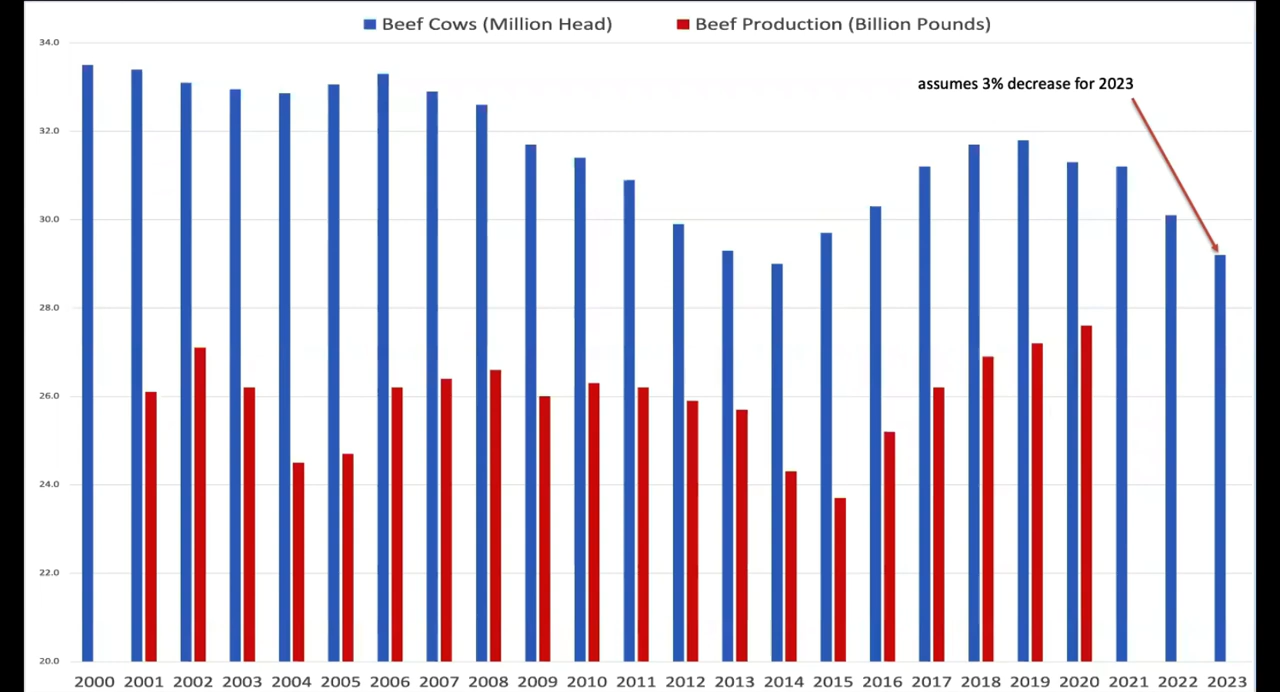 Beef Cows (Million Head) Beef Production (Billion Pounds)
34.0
assumes 3% decrease for 2023
32.0
30.0
28.0
26.0
24.0
22.0
20.0
2000 2001 2002 2003 2004 2005 2006 2007 2008 2009 2010 2011 2012 2013 2014 2015 2016 2017 2018 2019 2020 2021 2022 2023